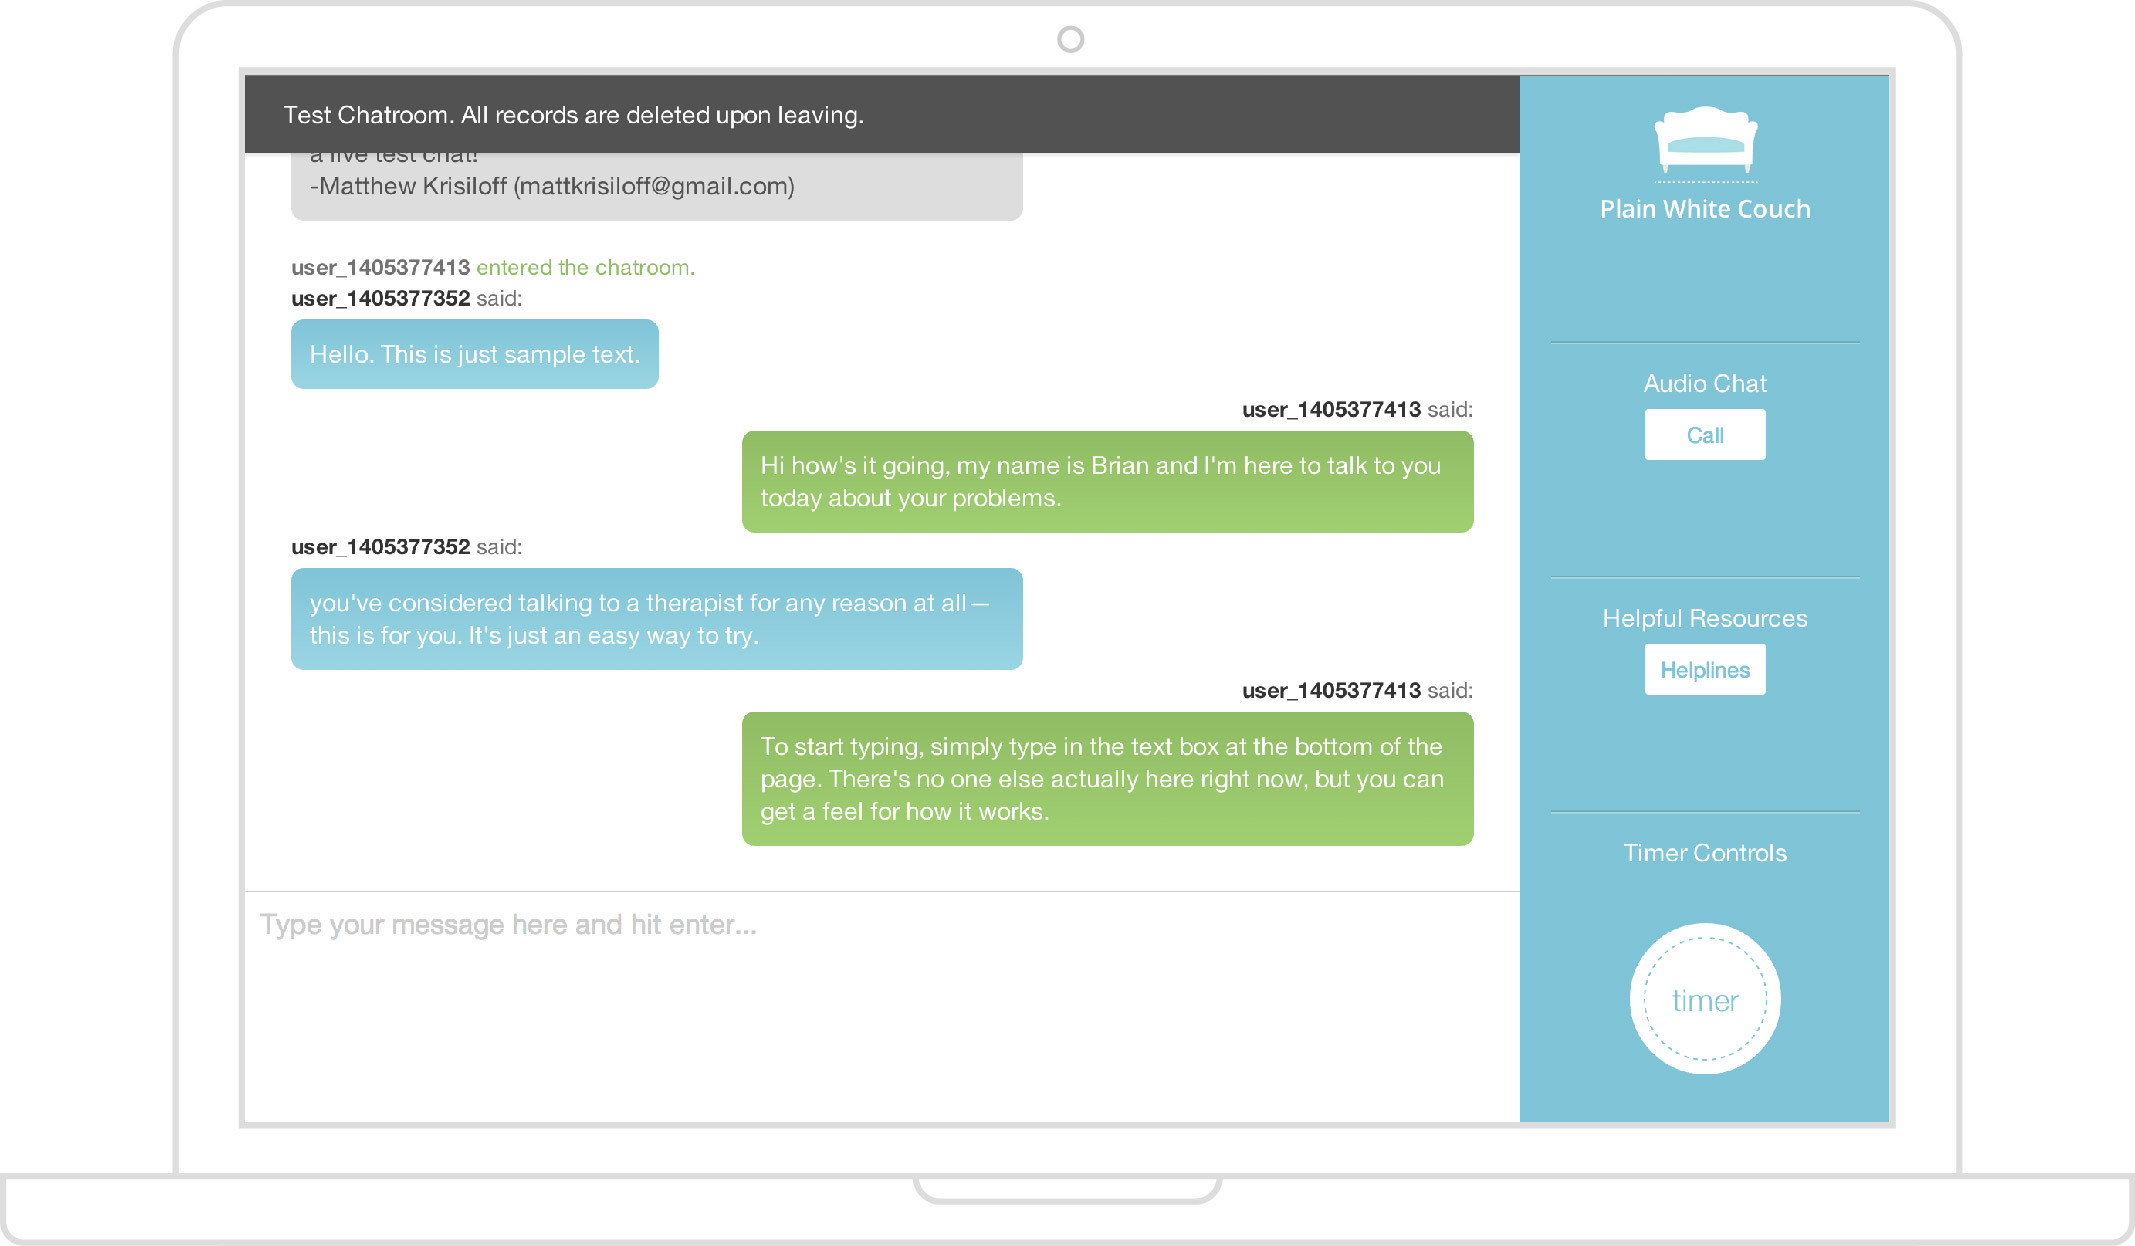 Test Chatroom. All records are deleted upon leaving.
a live test chat!
-Matthew Krisiloff (mattkrisiloff@gmail.com)
user_1405377413 entered the chatroom.
user_1405377352 said:
Hello. This is just sample text.
user_1405377413 said:
Hi how's it going, my name is Brian and I'm here to talk to you
today about your problems.
user_1405377352 said:
you've considered talking to a therapist for any reason at all—
this is for you. It's just an easy way to try.
user_1405377413 said:
To start typing, simply type in the text box at the bottom of the
page. There's no one else actually here right now, but you can
get a feel for how it works.
Type your message here and hit enter...
Plain White Couch
Audio Chat
Call
Helpful Resources
Helplines
Timer Controls
timer